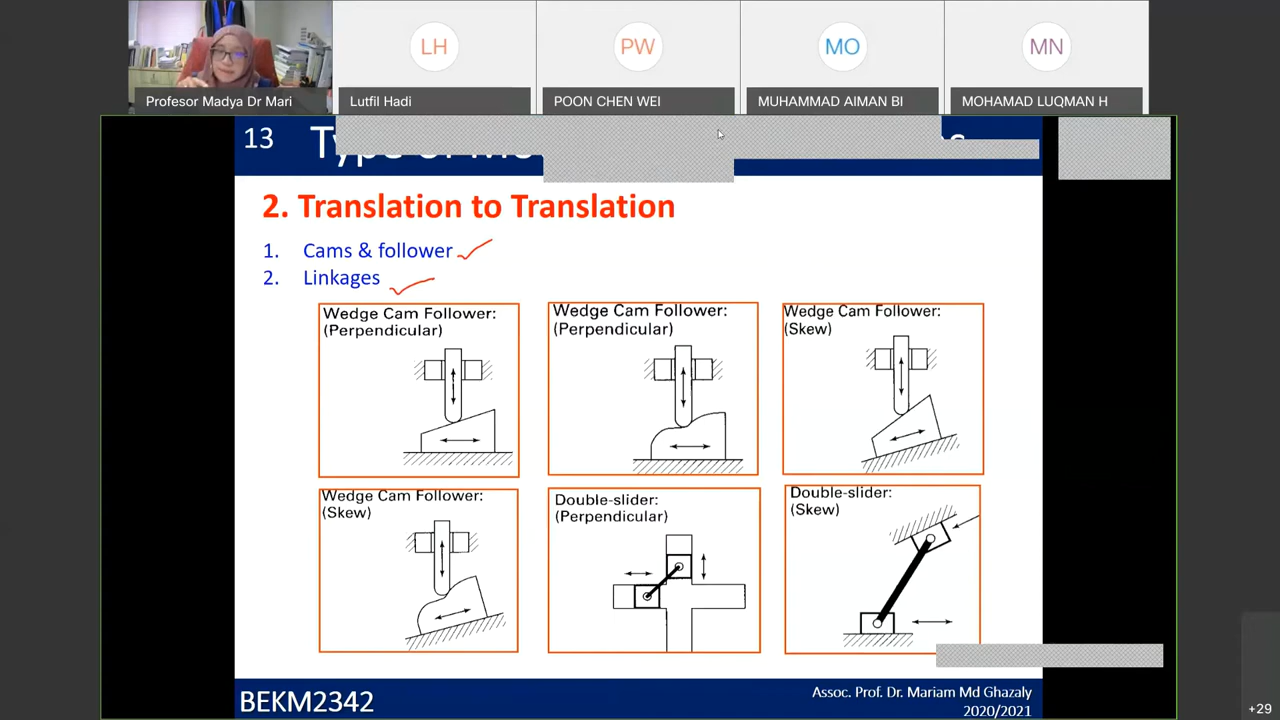 LH
PW
MO
MN
Profesor Madya Dr Mari
Lutfil Hadi
POON CHEN WEI
MUHAMMAD AIMAN BI
MOHAMAD LUQMAN H
13
2. Translation to Translation
1. Cams & follower
2. Linkages
Wedge Cam Follower:
(Perpendicular)
Wedge Cam Follower:
(Perpendicular)
Wedge Cam Follower:
(Skew)
Wedge Cam Follower:
(Skew)
Double-slider:
(Perpendicular)
Double-slider:
(Skew)
BEKM2342
Assoc. Prof. Dr. Mariam Md Ghazaly
2020/2021
+29